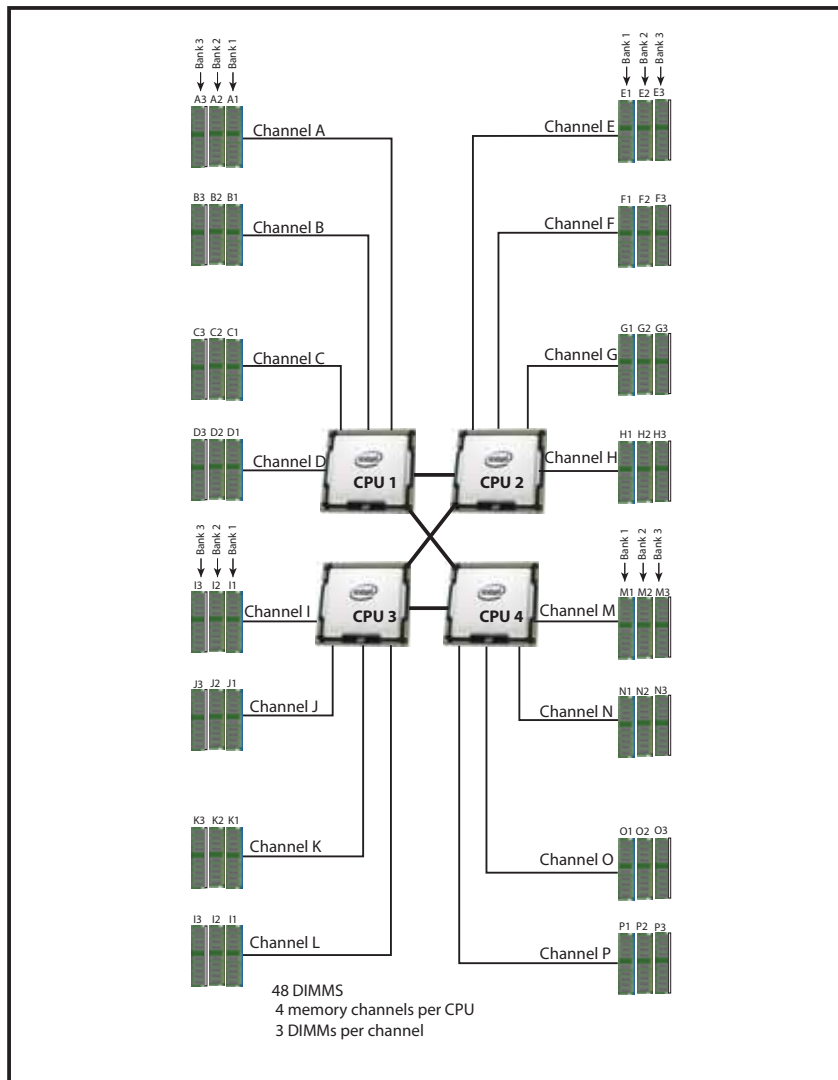 Bank 3 Bank 2 Bank 1
A3 A2 A1
Channel A
B3 B2 B1
Channel B
C3 C2 C1
Channel C
D3 D2 D1
Channel D
Bank 1 Bank 2 Bank 3
E1 E2 E3
Channel E
F1 F2 F3
Channel F
G1 G2 G3
Channel G
H1 H2 H3
Channel H
intel
CPU 1
intel
CPU 2
intel
CPU 3
intel
CPU 4
Bank 3 Bank 2 Bank 1
I3 I2 I1
Channel I
J3 J2 J1
Channel J
K3 K2 K1
Channel K
I3 I2 I1
Channel L
Bank 1 Bank 2 Bank 3
M1 M2 M3
Channel M
N1 N2 N3
Channel N
O1 O2 O3
Channel O
P1 P2 P3
Channel P
48 DIMMS
4 memory channels per CPU
3 DIMMs per channel